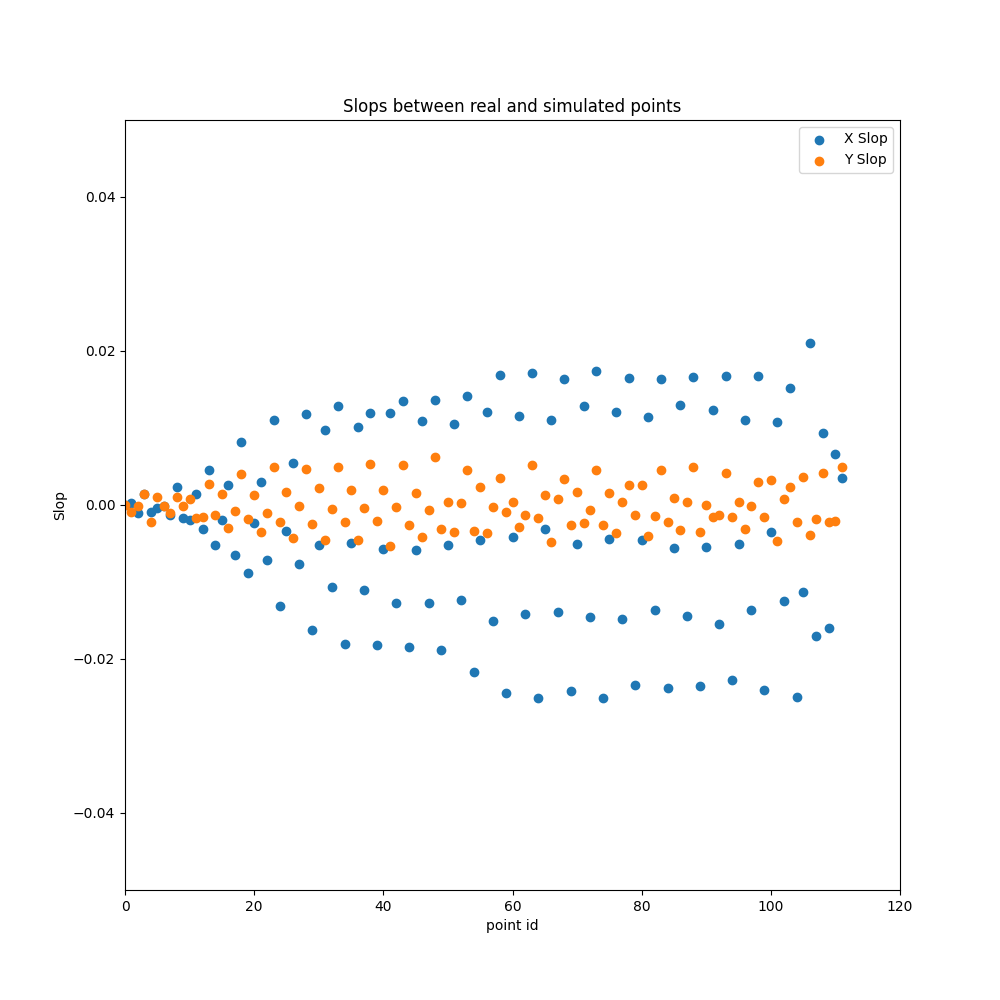 Slops between real and simulated points
X Slop
Y Slop
0.04
0.02
0.00
−0.02
−0.04
Slop
0 20 40 60 80 100 120
point id